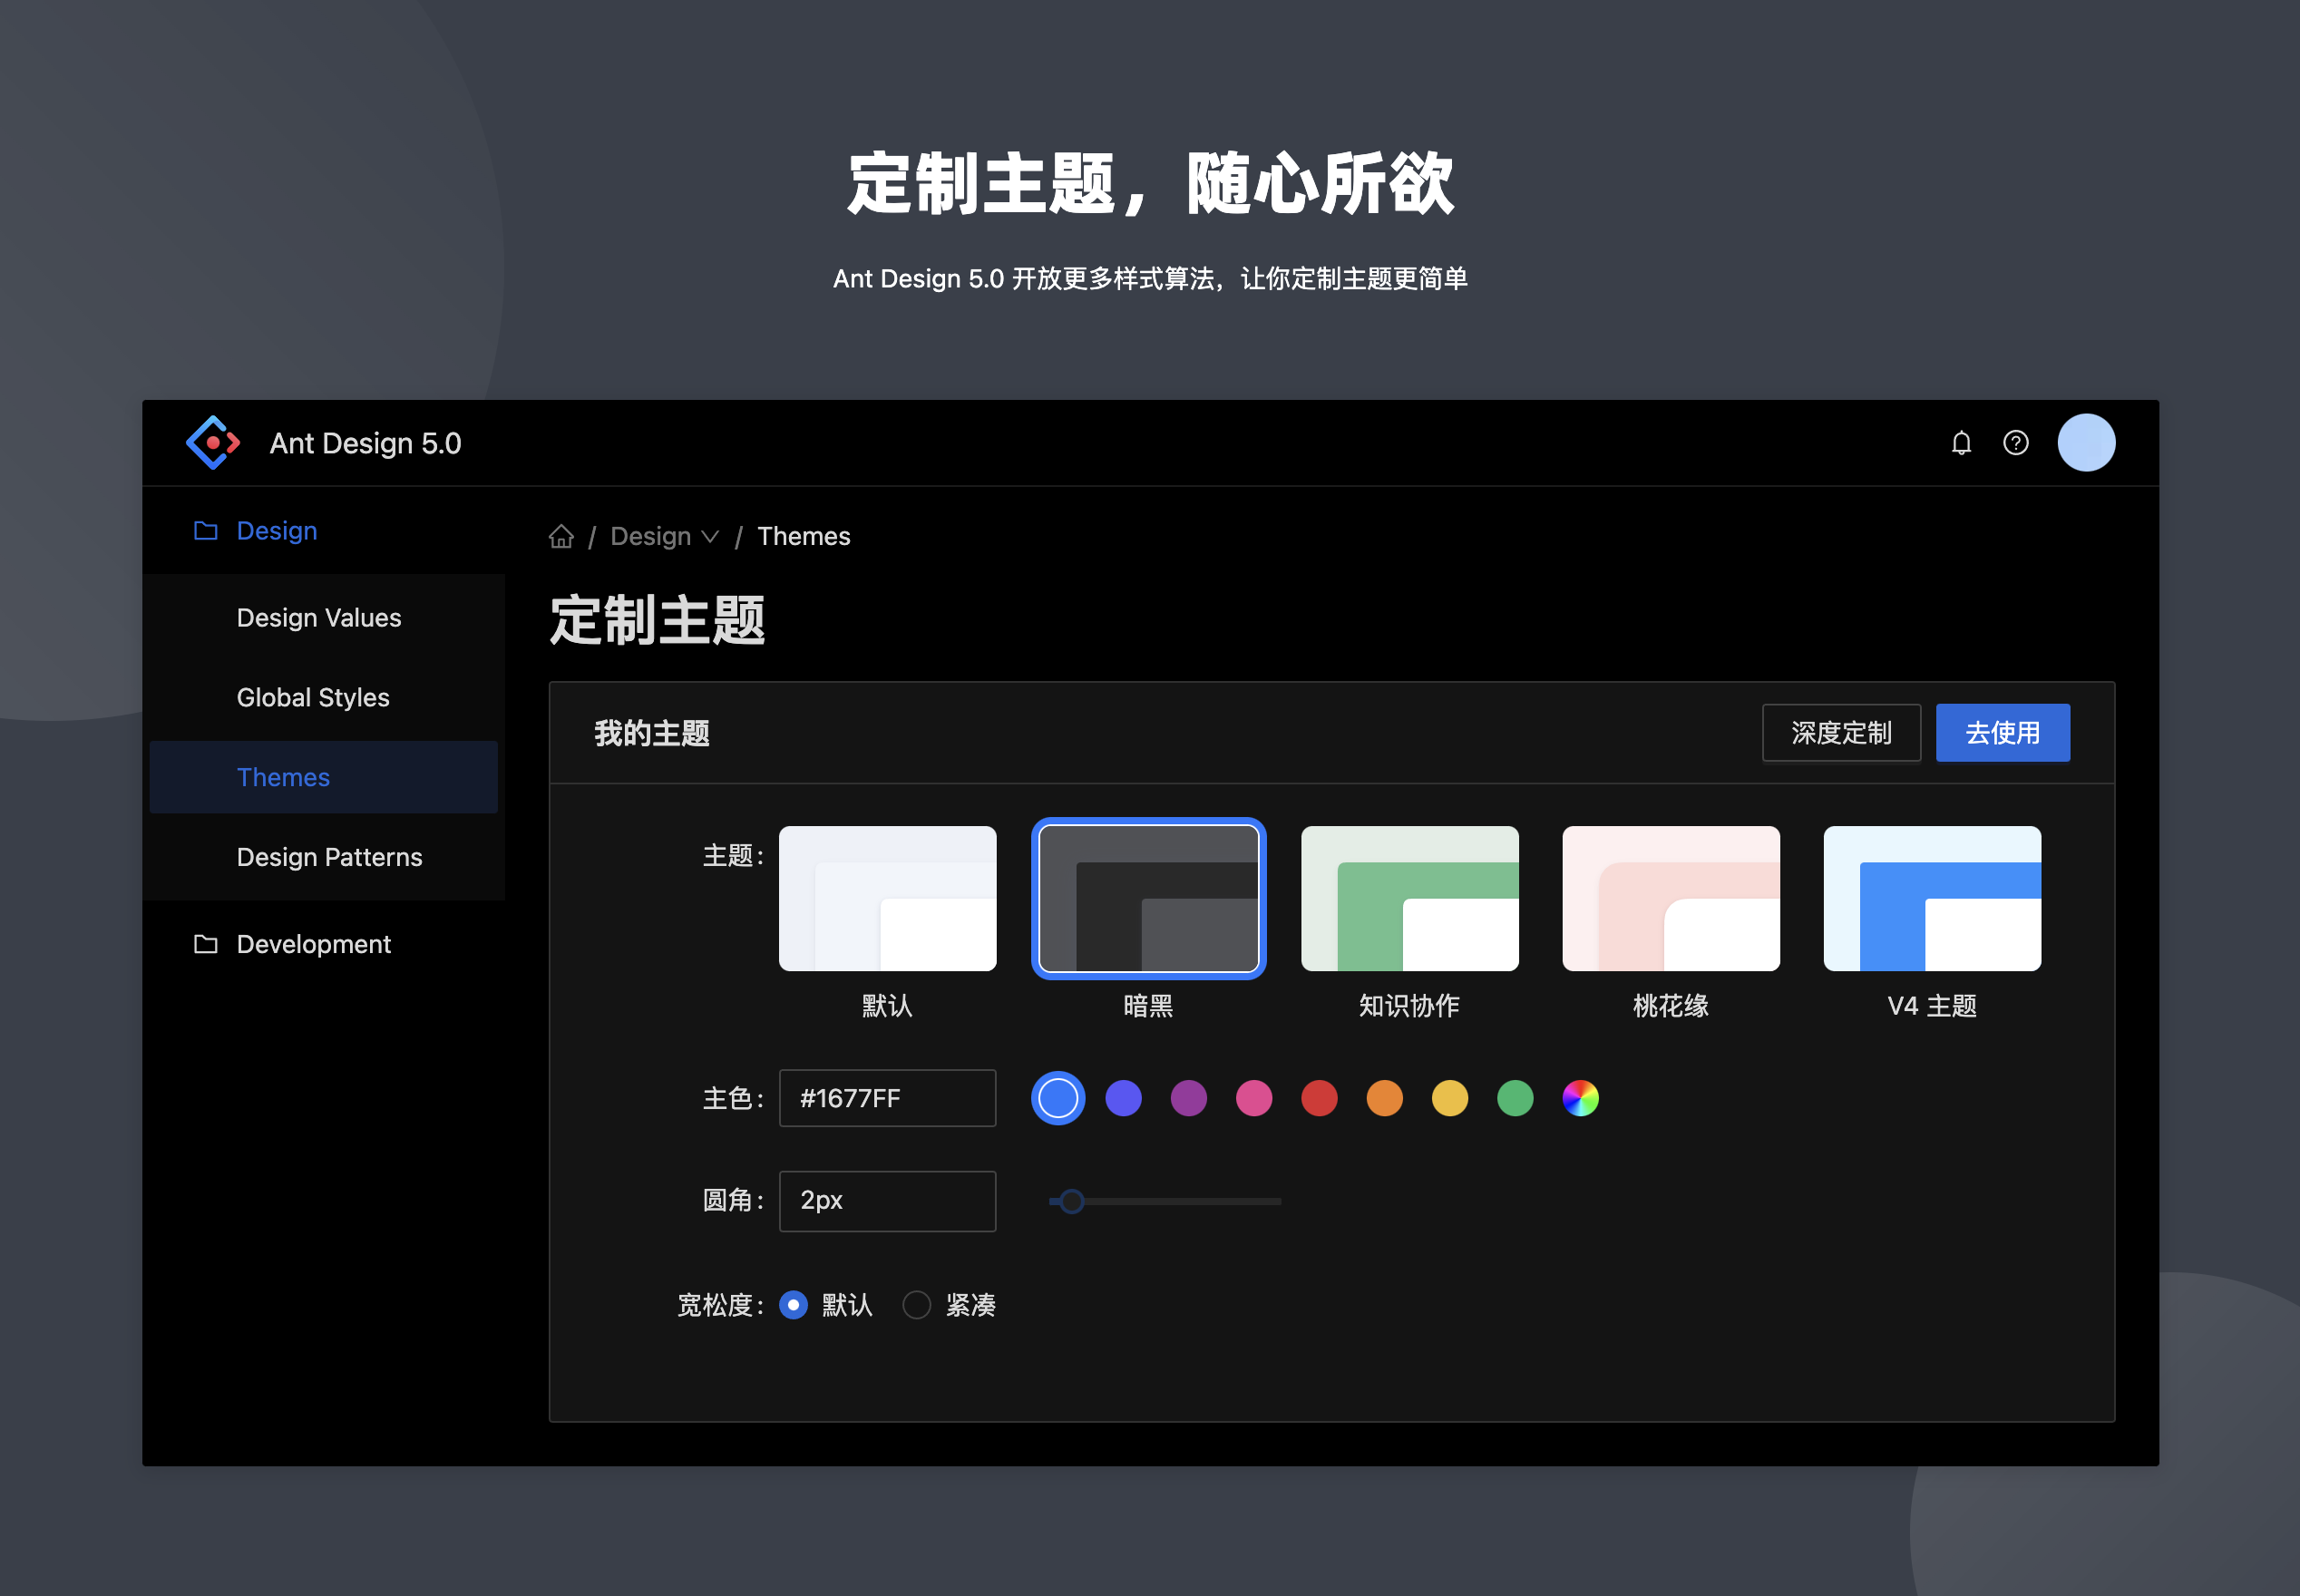 定制主题，随心所欲
Ant Design 5.0 开放更多样式算法，让你定制主题更简单
Ant Design 5.0
Design
Design Values
Global Styles
Themes
Design Patterns
Development
/ Design / Themes
定制主题
我的主题
深度定制 去使用
主题:
默认 暗黑 知识协作 桃花缘 V4 主题
主色: #1677FF
圆角: 2px
宽松度: 默认 紧凑